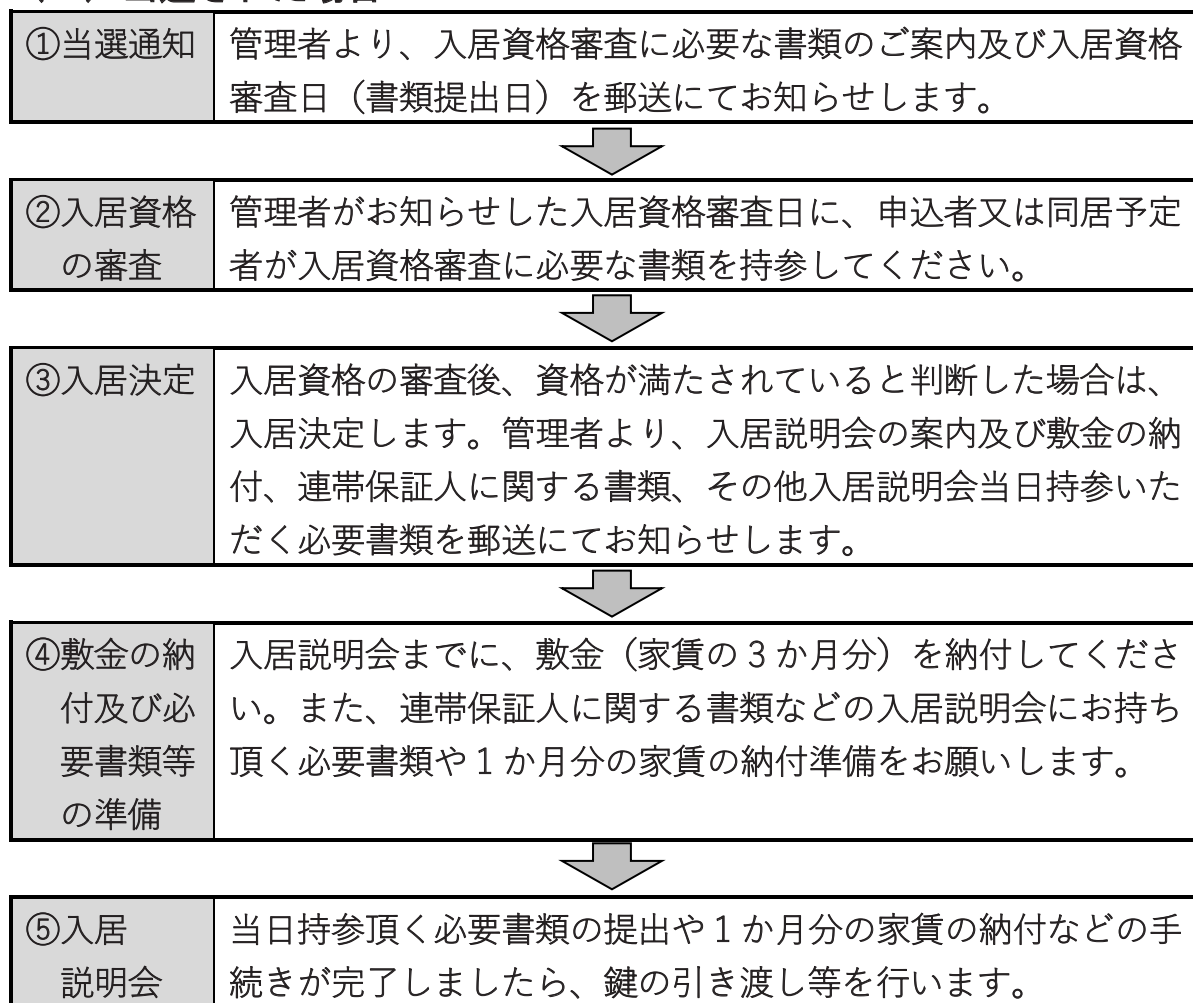 ①当選通知
管理者より、入居資格審査に必要な書類のご案内及び入居資格
審査日（書類提出日）を郵送にてお知らせします。
②入居資格
の審査
管理者がお知らせした入居資格審査日に、申込者又は同居予定
者が入居資格審査に必要な書類を持参してください。
③入居決定
入居資格の審査後、資格が満たされていると判断した場合は、
入居決定します。管理者より、入居説明会の案内及び敷金の納
付、連帯保証人に関する書類、その他入居説明会当日持参いた
だく必要書類を郵送にてお知らせします。
④敷金の納
付及び必
要書類等
の準備
入居説明会までに、敷金（家賃の３か月分）を納付してくださ
い。また、連帯保証人に関する書類などの入居説明会にお持ち
頂く必要書類や１か月分の家賃の納付準備をお願いします。
⑤入居
説明会
当日持参頂く必要書類の提出や１か月分の家賃の納付などの手
続きが完了しましたら、鍵の引き渡し等を行います。